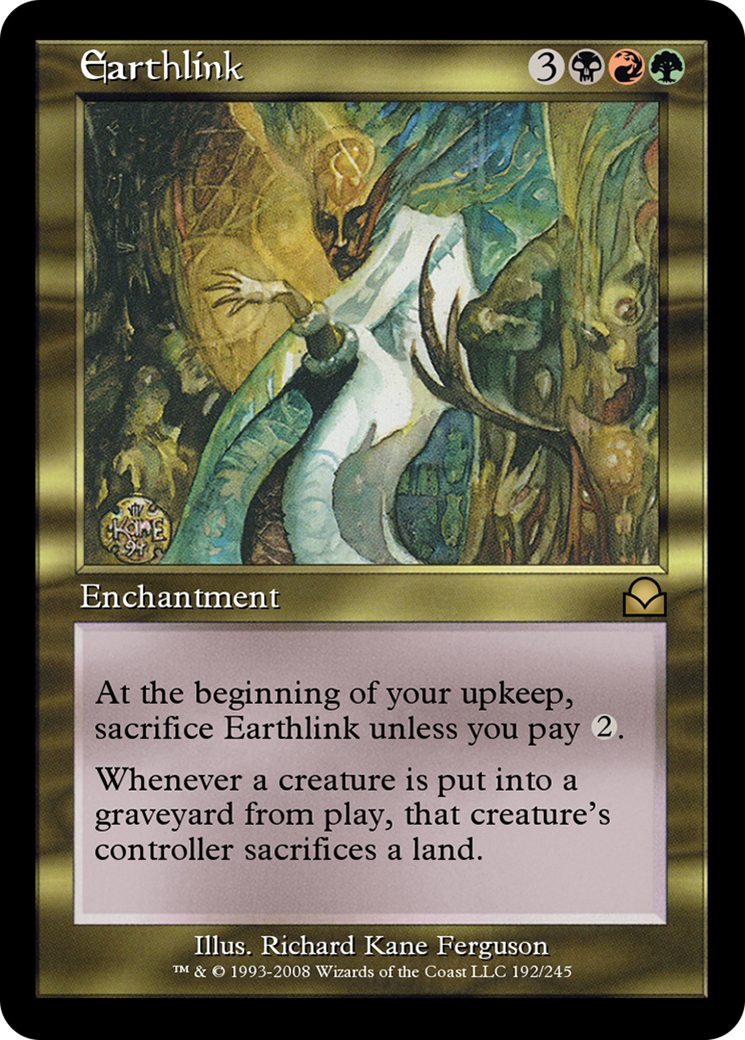 Earthlink 3
KANE
94
Enchantment
At the beginning of your upkeep,
sacrifice Earthlink unless you pay 2.
Whenever a creature is put into a
graveyard from play, that creature's
controller sacrifices a land.
Illus. Richard Kane Ferguson
™ & © 1993-2008 Wizards of the Coast LLC 192/245